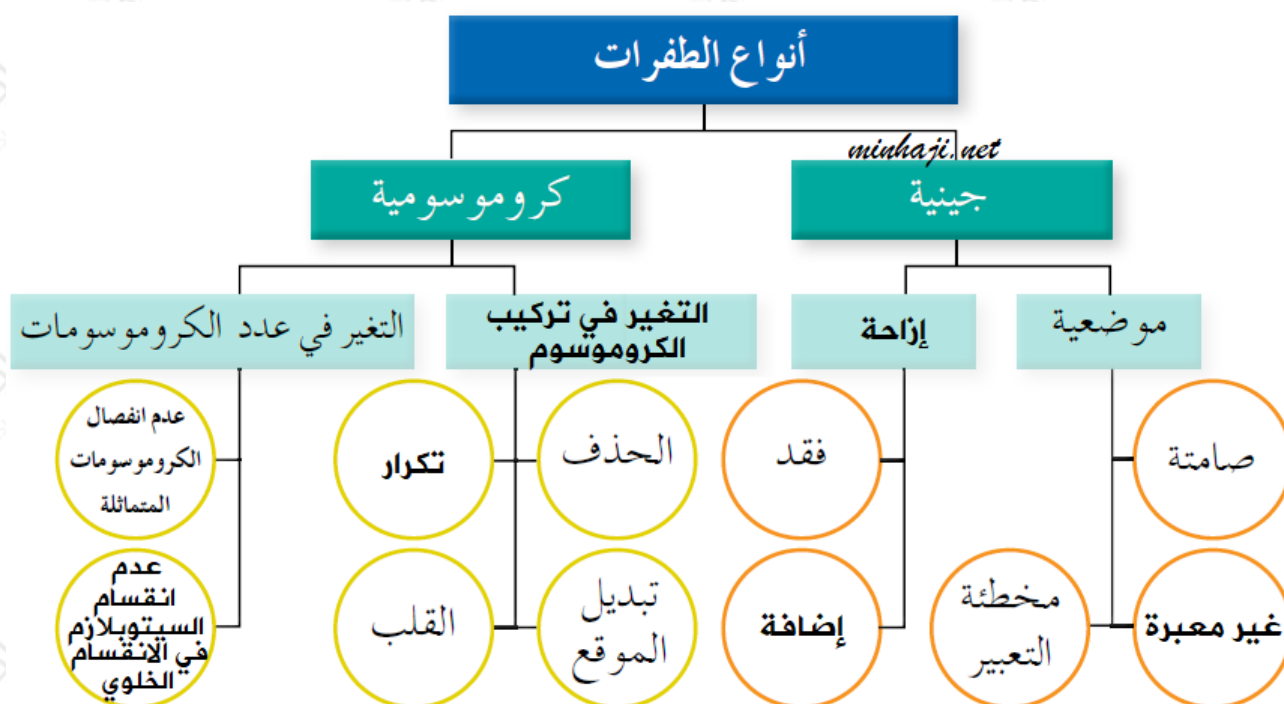 أنواع الطفرات
minhaji.net
جينية
كروموسومية
موضعية
إزاحة
التغير في تركيب
الكروموسوم
التغير في عدد الكروموسومات
صامتة
فقد
الحذف
تكرار
عدم انفصال
الكروموسومات
المتماثلة
غير معبرة
مخطئة
التعبير
إضافة
تبديل
الموقع
القلب
عدم
انقسام
السيتوبلازم
في الانقسام
الخلوي